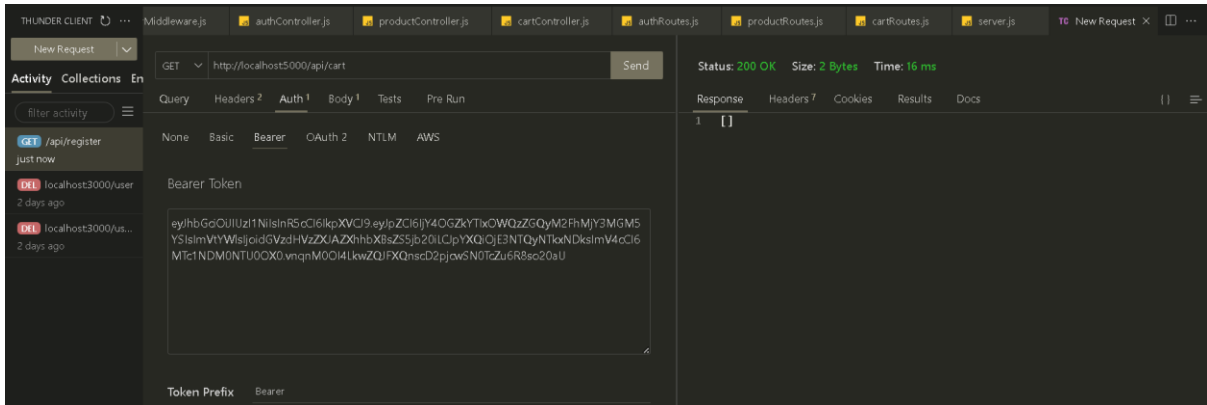 THUNDER CLIENT
Middleware.js
authController.js
productController.js
cartController.js
authRoutes.js
productRoutes.js
cartRoutes.js
server.js
TC New Request
New Request
Activity Collections En
filter activity
GET /api/register
just now
DEL localhost:3000/user
2 days ago
DEL localhost:3000/us...
2 days ago
GET http://localhost:5000/api/cart Send
Query Headers 2 Auth 1 Body 1 Tests Pre Run
None Basic Bearer OAuth 2 NTLM AWS
Bearer Token
Token Prefix Bearer
Status: 200 OK Size: 2 Bytes Time: 16 ms
Response Headers 7 Cookies Results Docs {}
1 []